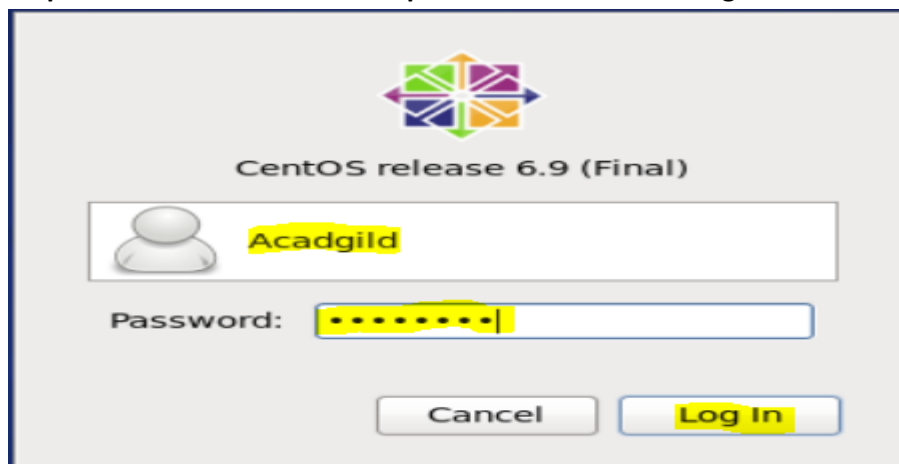 CentOS release 6.9 (Final)
Acadgild
Password: ••••••••
Cancel Log In